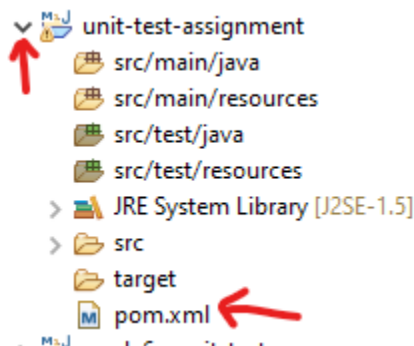 unit-test-assignment
src/main/java
src/main/resources
src/test/java
src/test/resources
JRE System Library [J2SE-1.5]
src
target
pom.xml